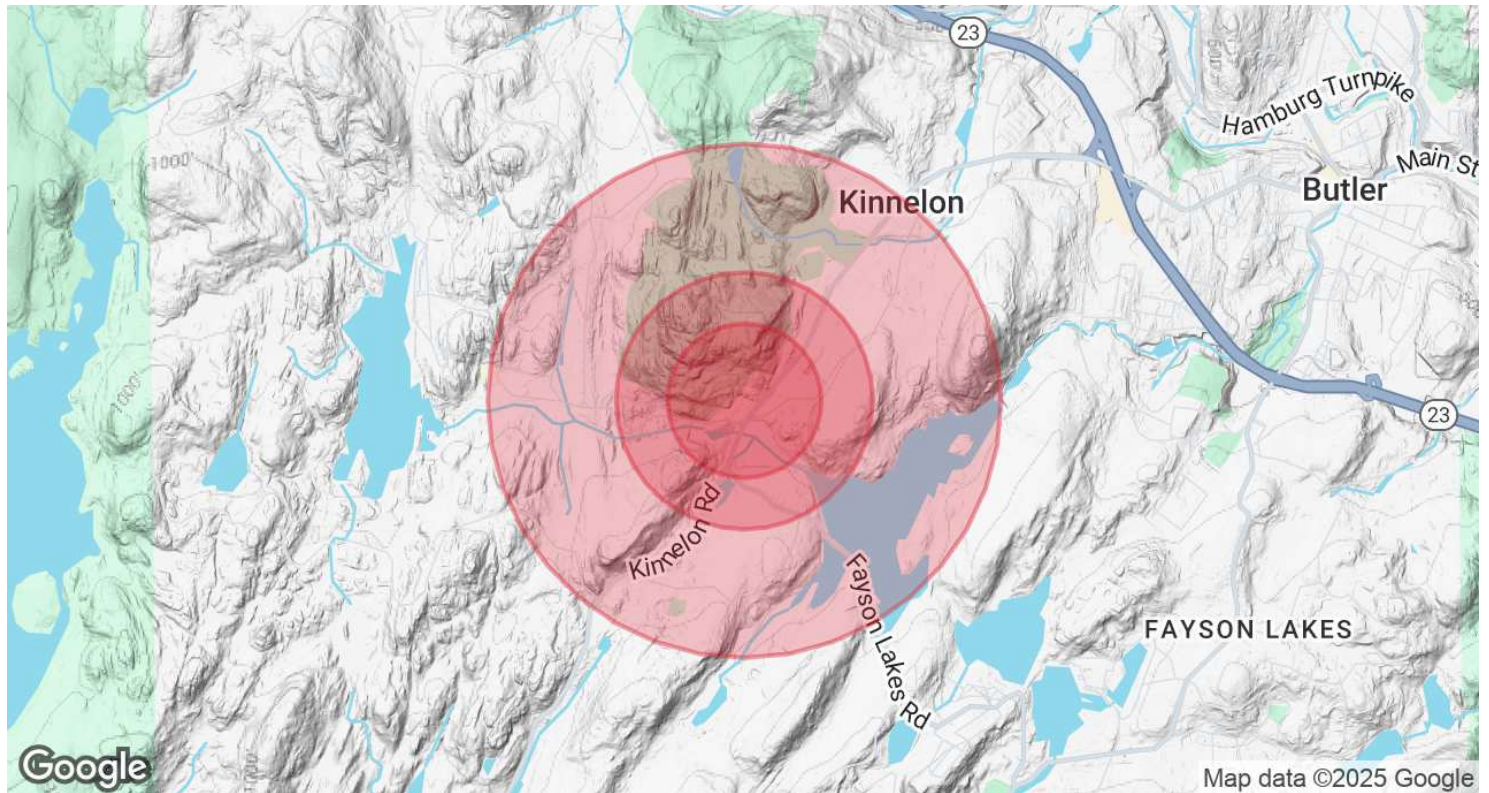 23
Hamburg Turnpike
Main St
1000'
Kinnelon
Butler
1000'
23
Kinnelon Rd
Fayson Lakes Rd
FAYSON LAKES
Google
Map data ©2025 Google